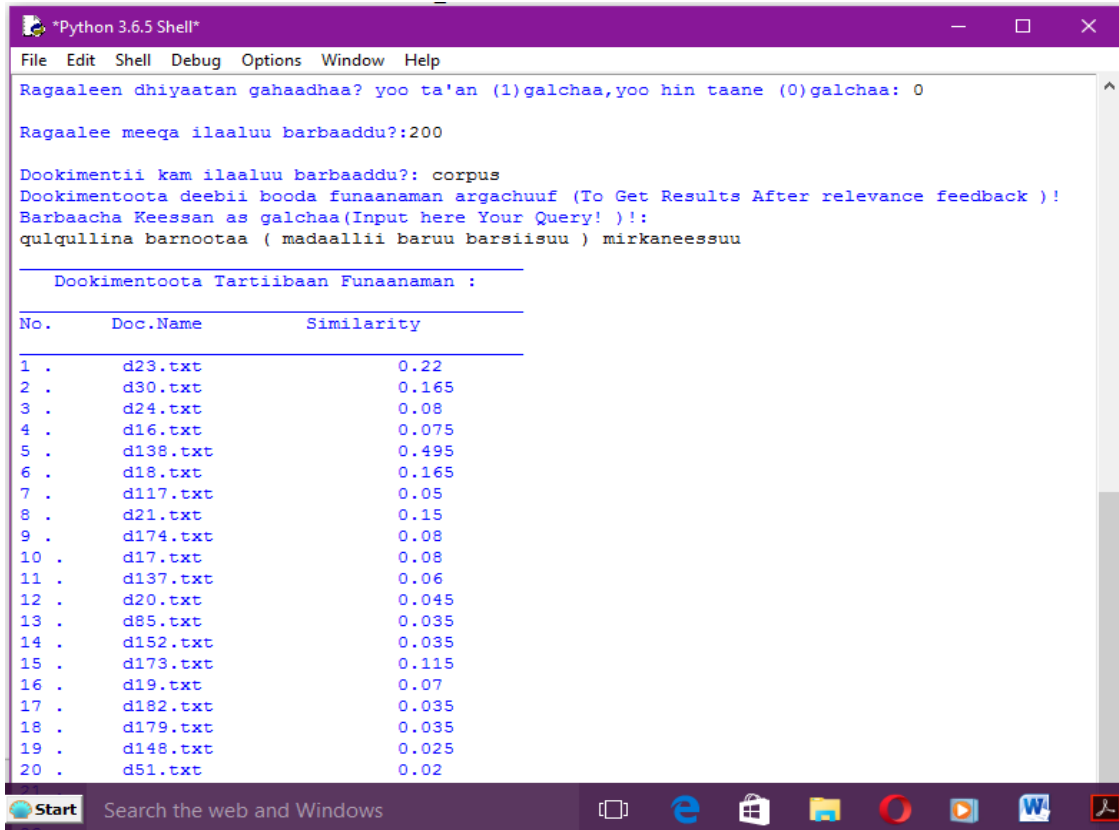 *Python 3.6.5 Shell*
File Edit Shell Debug Options Window Help
Ragaaleen dhiyaatan gahaadhaa? yoo ta'an (1)galchaa,yoo hin taane (0)galchaa: 0
Ragaalee meeqa ilaaluu barbaaddu?:200
Dookimentii kam ilaaluu barbaaddu?: corpus
Dookimentoota deebii booda funaanaman argachuuf (To Get Results After relevance feedback )!
Barbaacha Keessan as galchaa(Input here Your Query! )!:
qulqullina barnootaa ( madaallii baruu barsiisuu ) mirkaneessuu
Dookimentoota Tartiibaan Funaanaman :
No. Doc.Name Similarity
1 . d23.txt 0.22
2 . d30.txt 0.165
3 . d24.txt 0.08
4 . d16.txt 0.075
5 . d138.txt 0.495
6 . d18.txt 0.165
7 . d117.txt 0.05
8 . d21.txt 0.15
9 . d174.txt 0.08
10 . d17.txt 0.08
11 . d137.txt 0.06
12 . d20.txt 0.045
13 . d85.txt 0.035
14 . d152.txt 0.035
15 . d173.txt 0.115
16 . d19.txt 0.07
17 . d182.txt 0.035
18 . d179.txt 0.035
19 . d148.txt 0.025
20 . d51.txt 0.02
Start Search the web and Windows